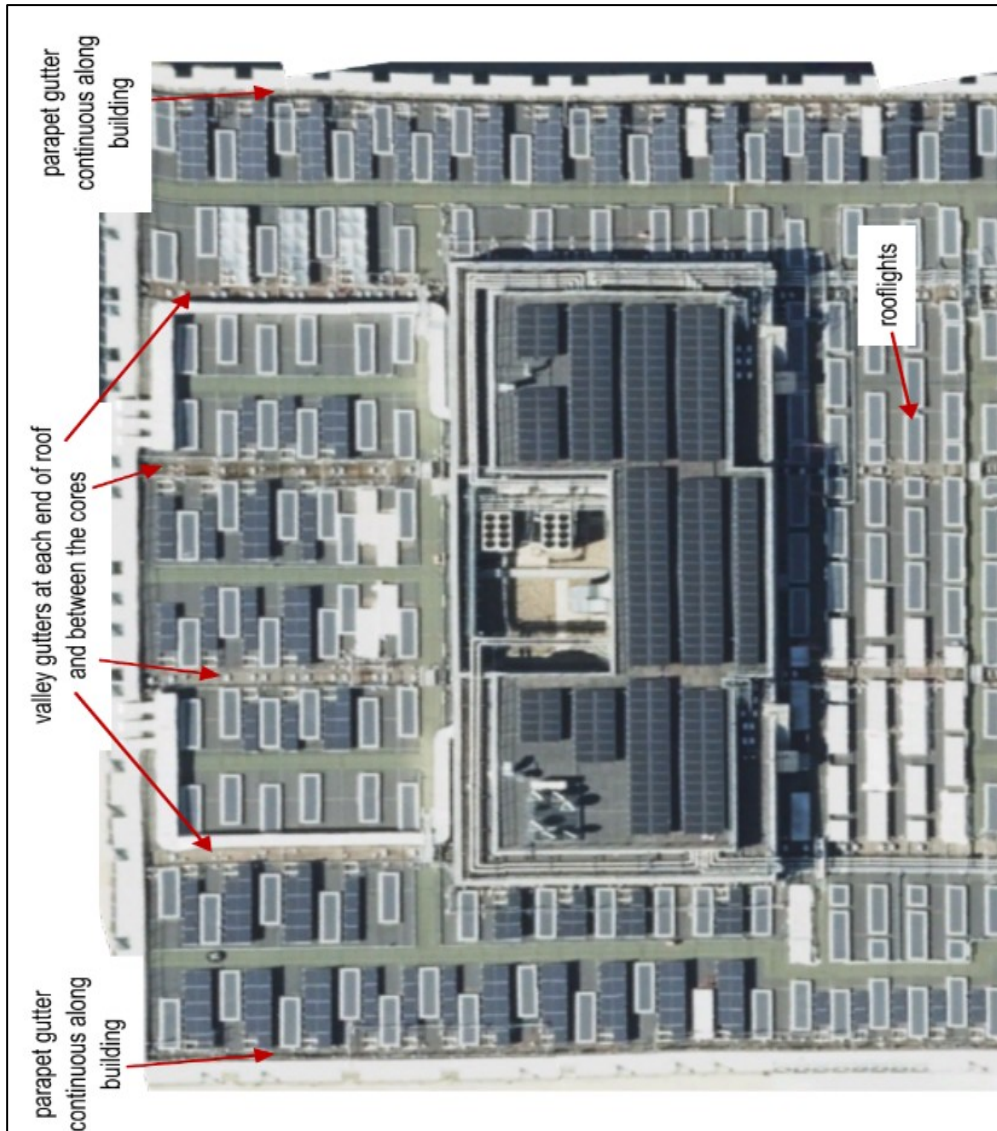 parapet gutter
continuous along
building
valley gutters at each end of roof
and between the cores
parapet gutter
continuous along
building
rooflights